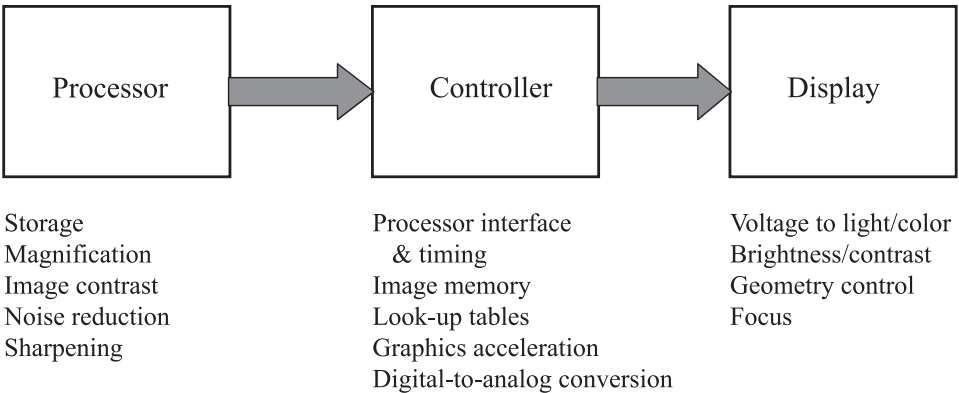 Processor
Controller
Display
Storage
Magnification
Image contrast
Noise reduction
Sharpening
Processor interface
& timing
Image memory
Look-up tables
Graphics acceleration
Digital-to-analog conversion
Voltage to light/color
Brightness/contrast
Geometry control
Focus